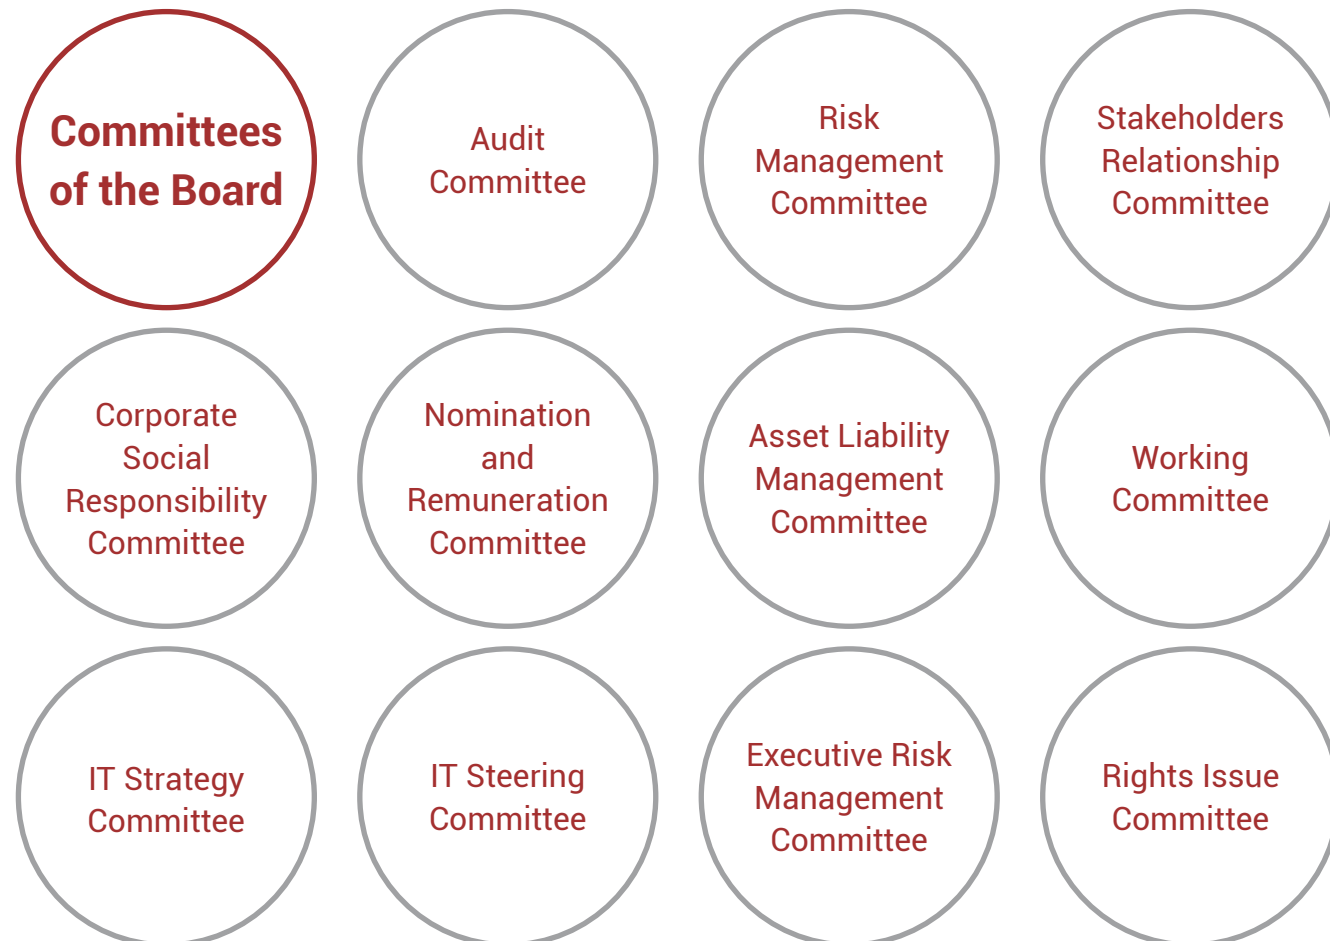 Committees
of the Board
Audit
Committee
Risk
Management
Committee
Stakeholders
Relationship
Committee
Corporate
Social
Responsibility
Committee
Nomination
and
Remuneration
Committee
Asset Liability
Management
Committee
Working
Committee
IT Strategy
Committee
IT Steering
Committee
Executive Risk
Management
Committee
Rights Issue
Committee